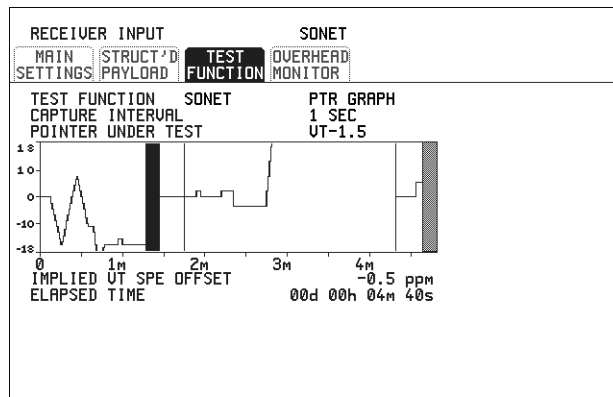 RECEIVER INPUT SONET
MAIN SETTINGS
STRUCT'D PAYLOAD
TEST FUNCTION
OVERHEAD MONITOR
TEST FUNCTION SONET PTR GRAPH
CAPTURE INTERVAL 1 SEC
POINTER UNDER TEST VT-1.5
18
10
0
-10
-18
0 1m 2m 3m 4m
IMPLIED VT SPE OFFSET -0.5 ppm
ELAPSED TIME 00d 00h 04m 40s